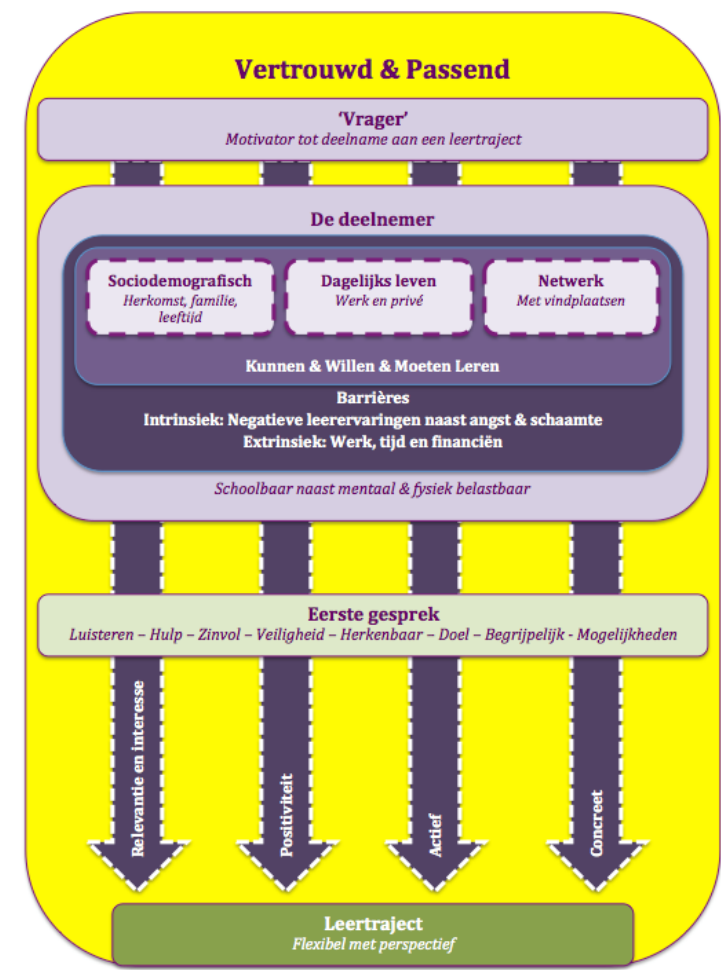 Vertrouwd & Passend
'Vrager'
Motivator tot deelname aan een leertraject
De deelnemer
Sociodemografisch
Herkomst, familie,
leeftijd
Dagelijks leven
Werk en privé
Netwerk
Met vindplaatsen
Kunnen & Willen & Moeten Leren
Barrières
Intrinsiek: Negatieve leerervaringen naast angst & schaamte
Extrinsiek: Werk, tijd en financiën
Schoolbaar naast mentaal & fysiek belastbaar
Eerste gesprek
Luisteren – Hulp – Zinvol – Veiligheid – Herkenbaar – Doel – Begrijpelijk - Mogelijkheden
Relevantie en interesse
Positiviteit
Actief
Concreet
Leertraject
Flexibel met perspectief